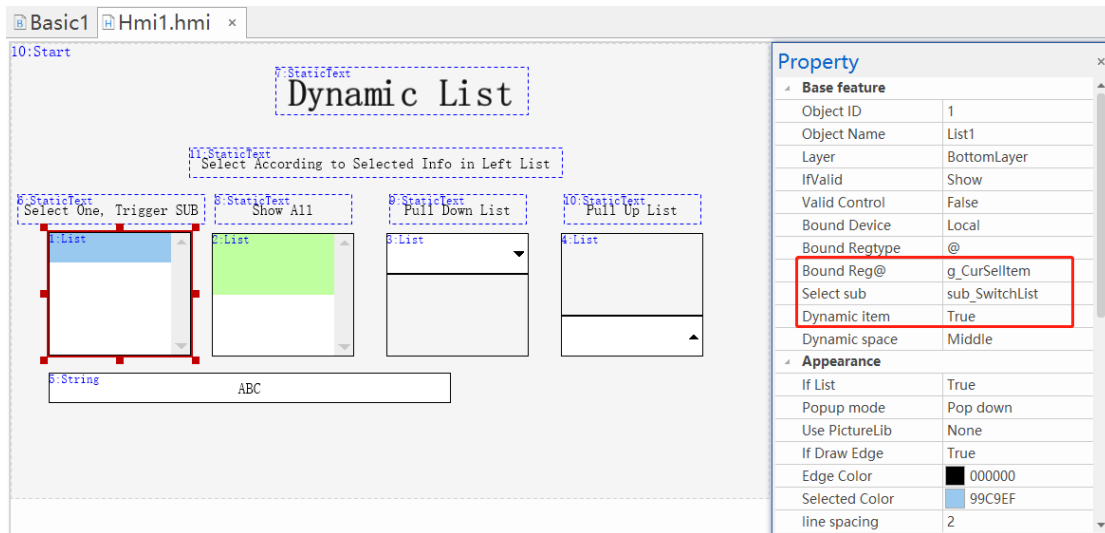 Basic1 Hmi1.hmi ×
10:Start
7:StaticText
Dynamic List
11:StaticText
Select According to Selected Info in Left List
6:StaticText
Select One, Trigger SUB
8:StaticText
Show All
9:StaticText
Pull Down List
10:StaticText
Pull Up List
1:List
2:List
3:List
4:List
5:String
ABC
Property ×
Base feature
Object ID 1
Object Name List1
Layer BottomLayer
IfValid Show
Valid Control False
Bound Device Local
Bound Regtype @
Bound Reg@ g_CurSelItem
Select sub sub_SwitchList
Dynamic item True
Dynamic space Middle
Appearance
If List True
Popup mode Pop down
Use PictureLib None
If Draw Edge True
Edge Color 000000
Selected Color 99C9EF
line spacing 2